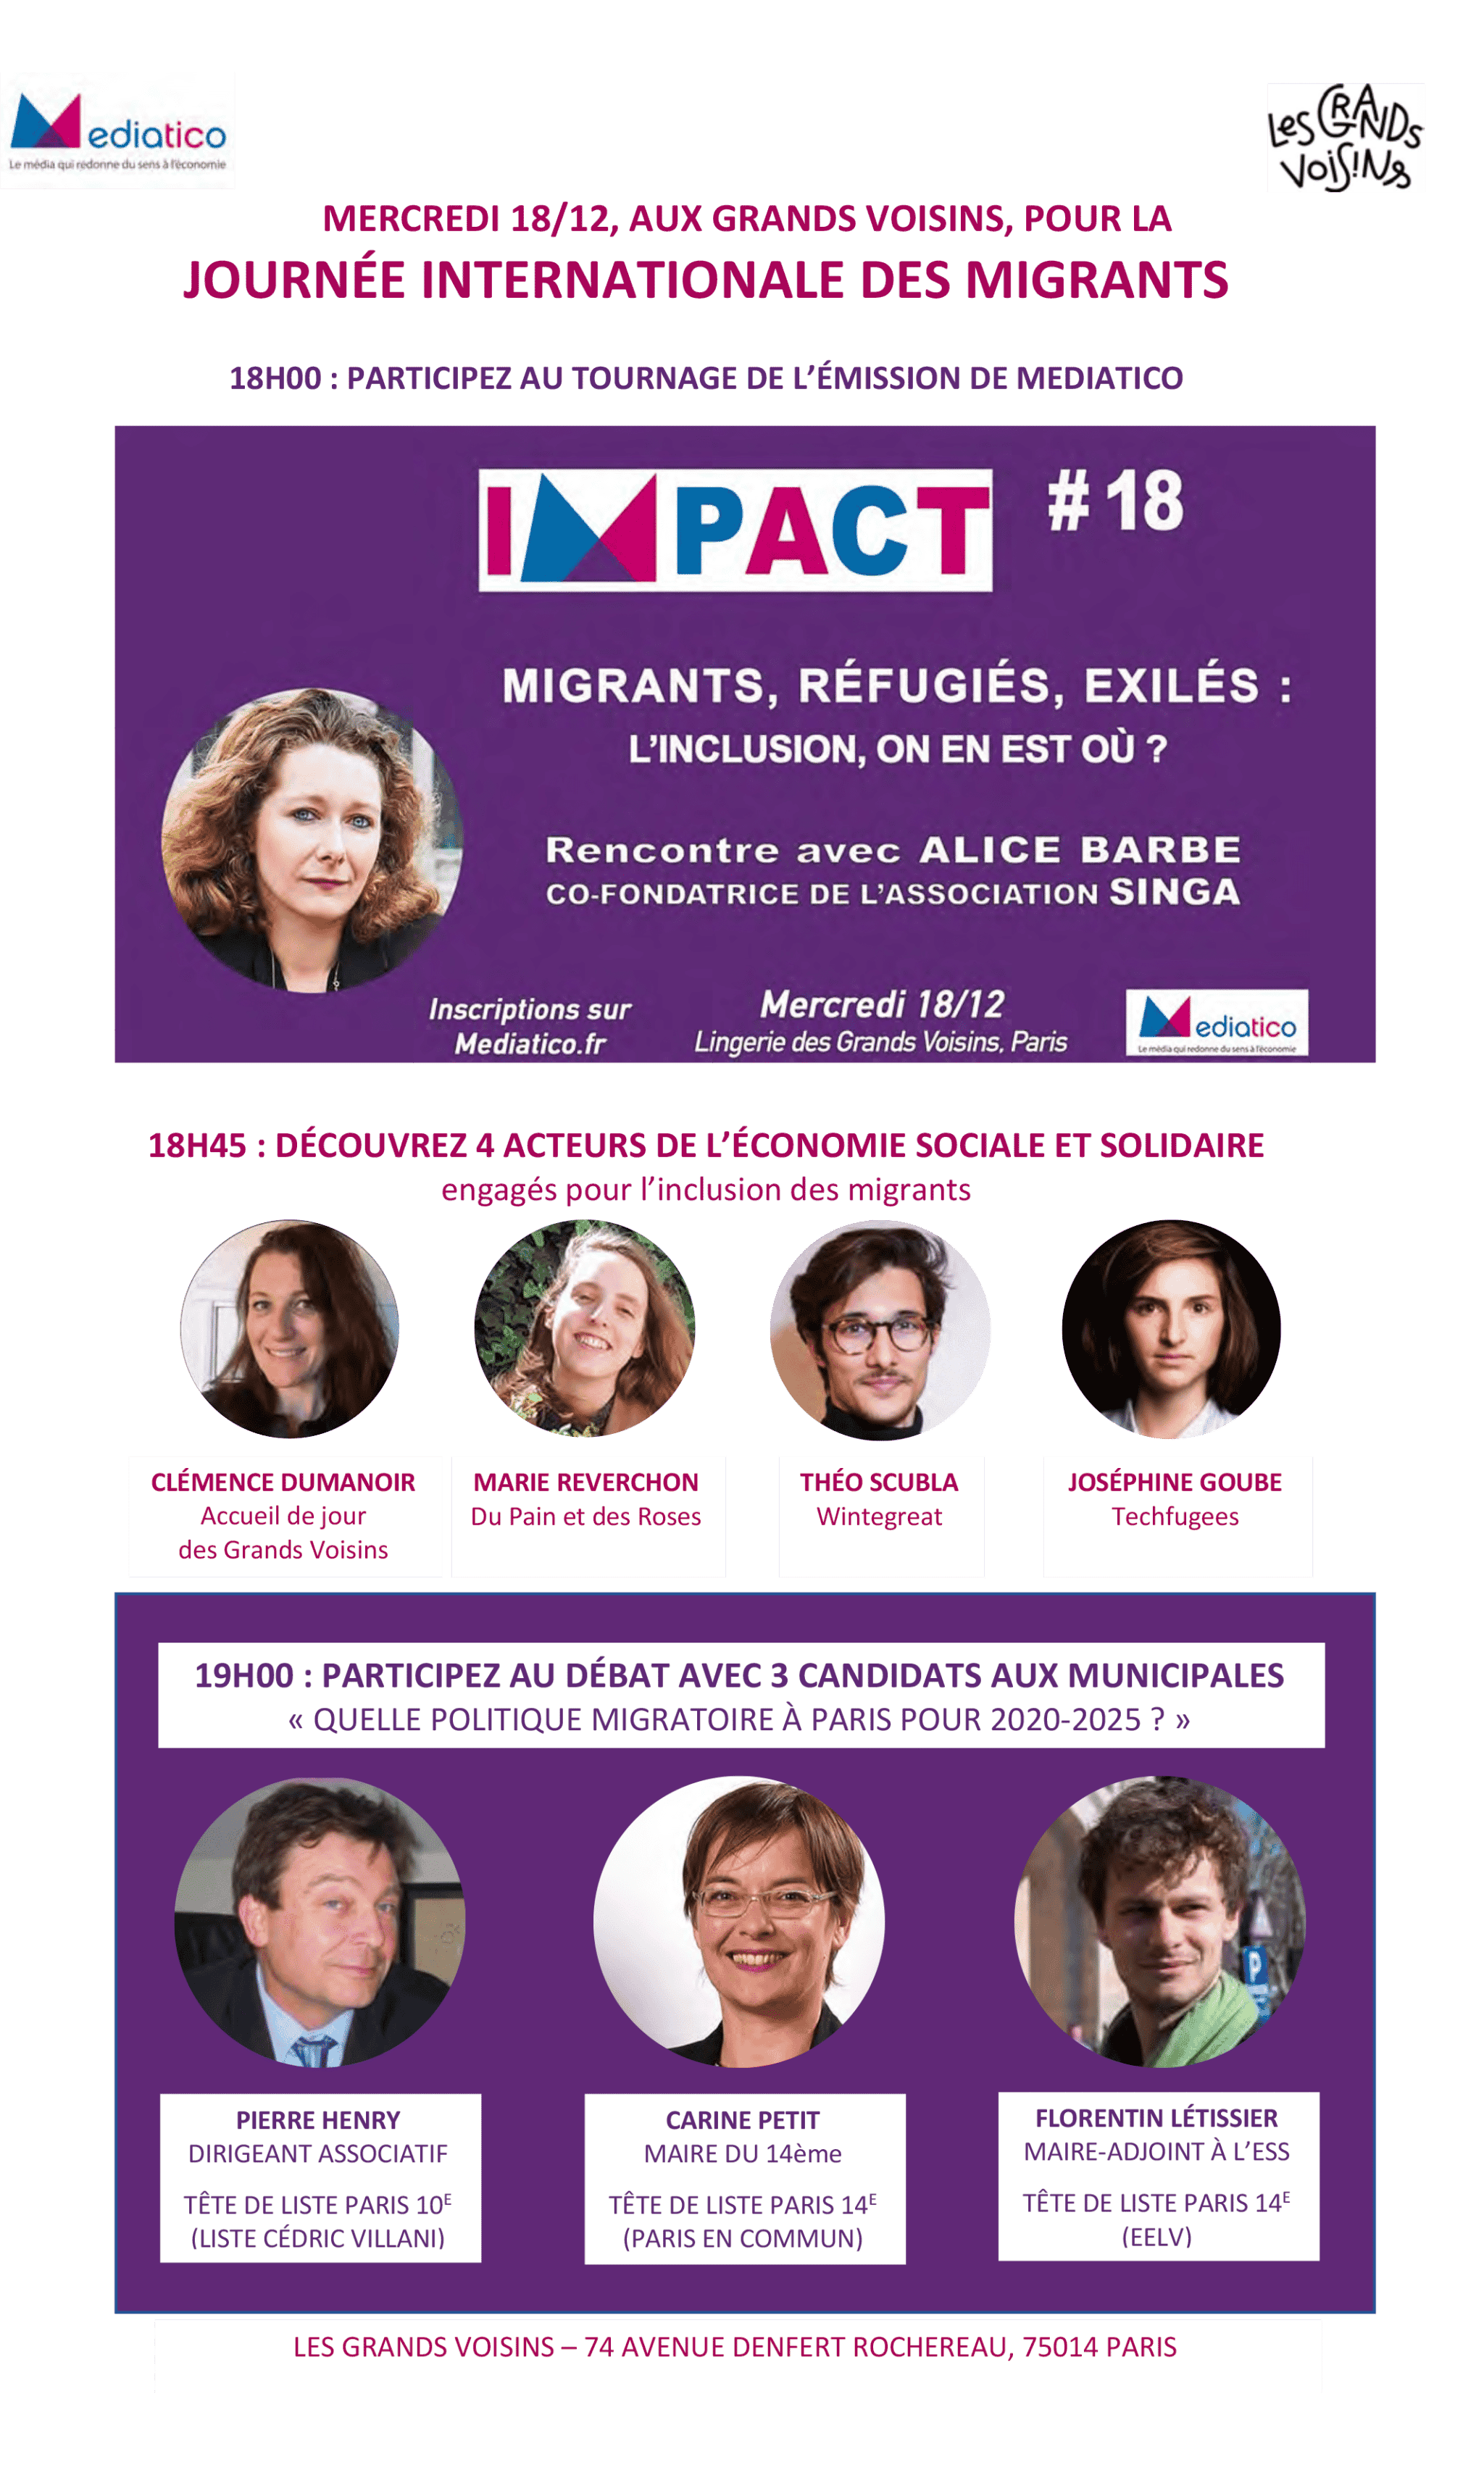 Mediatico
Le média qui redonne du sens à l'économie
Les GRANDS
VOIS!NS
MERCREDI 18/12, AUX GRANDS VOISINS, POUR LA
JOURNÉE INTERNATIONALE DES MIGRANTS
18H00 : PARTICIPEZ AU TOURNAGE DE L’ÉMISSION DE MEDIATICO
IMPACT # 18
MIGRANTS, RÉFUGIÉS, EXILÉS :
L’INCLUSION, ON EN EST OÙ ?
Rencontre avec ALICE BARBE
CO-FONDATRICE DE L’ASSOCIATION SINGA
Inscriptions sur
Mediatico.fr
Mercredi 18/12
Lingerie des Grands Voisins, Paris
Mediatico
Le média qui redonne du sens à l'économie
18H45 : DÉCOUVREZ 4 ACTEURS DE L’ÉCONOMIE SOCIALE ET SOLIDAIRE
engagés pour l’inclusion des migrants
CLÉMENCE DUMANOIR
Accueil de jour
des Grands Voisins
MARIE REVERCHON
Du Pain et des Roses
THÉO SCUBLA
Wintegreat
JOSÉPHINE GOUBE
Techfugees
19H00 : PARTICIPEZ AU DÉBAT AVEC 3 CANDIDATS AUX MUNICIPALES
« QUELLE POLITIQUE MIGRATOIRE À PARIS POUR 2020-2025 ? »
P
PIERRE HENRY
DIRIGEANT ASSOCIATIF
TÊTE DE LISTE PARIS 10E
(LISTE CÉDRIC VILLANI)
CARINE PETIT
MAIRE DU 14ème
TÊTE DE LISTE PARIS 14E
(PARIS EN COMMUN)
FLORENTIN LÉTISSIER
MAIRE-ADJOINT À L’ESS
TÊTE DE LISTE PARIS 14E
(EELV)
LES GRANDS VOISINS – 74 AVENUE DENFERT ROCHEREAU, 75014 PARIS